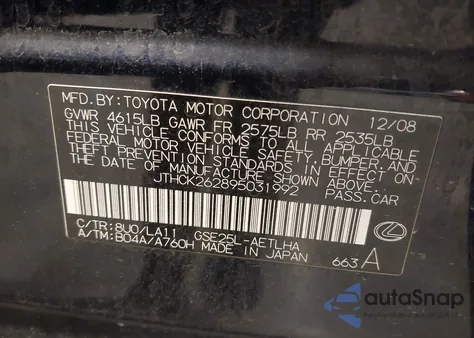 MFD.BY:TOYOTA MOTOR CORPORATION 12/08
GVWR 4615LB GAWR FR 2575LB RR 2535LB
THIS VEHICLE CONFORMS TO ALL APPLICABLE
FEDERAL MOTOR VEHICLE SAFETY, BUMPER, AND
THEFT PREVENTION STANDARDS IN EFFECT ON
THE DATE OF MANUFACTURE SHOWN ABOVE.
JTHCK262895031992 PASS.CAR
C/TR:8U0/LA11 GSE25L-AETLHA
A/TM:B04A/A760H MADE IN JAPAN 663 A
autoSnap